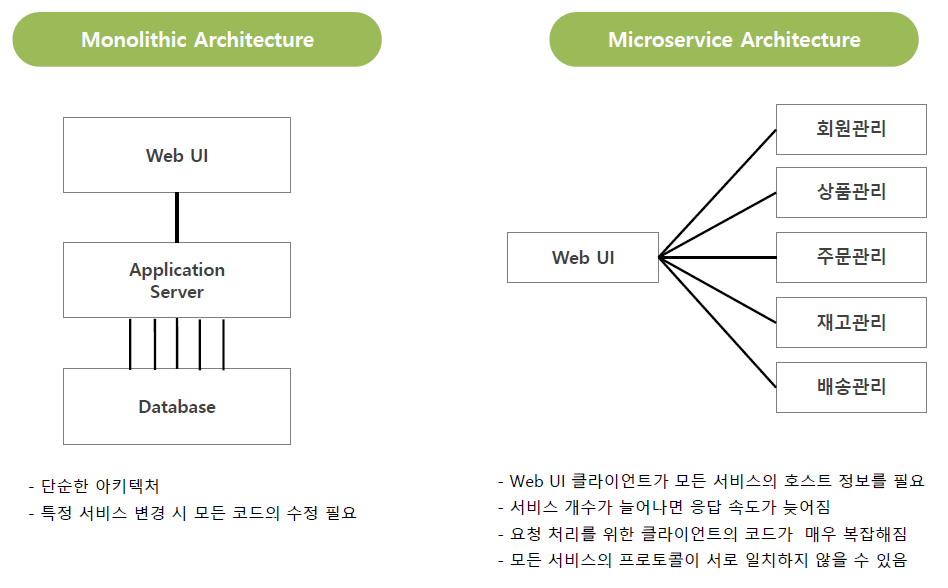 Monolithic Architecture
Web UI
Application
Server
Database
- 단순한 아키텍처
- 특정 서비스 변경 시 모든 코드의 수정 필요
Microservice Architecture
Web UI
회원관리
상품관리
주문관리
재고관리
배송관리
- Web UI 클라이언트가 모든 서비스의 호스트 정보를 필요
- 서비스 개수가 늘어나면 응답 속도가 늦어짐
- 요청 처리를 위한 클라이언트의 코드가 매우 복잡해짐
- 모든 서비스의 프로토콜이 서로 일치하지 않을 수 있음